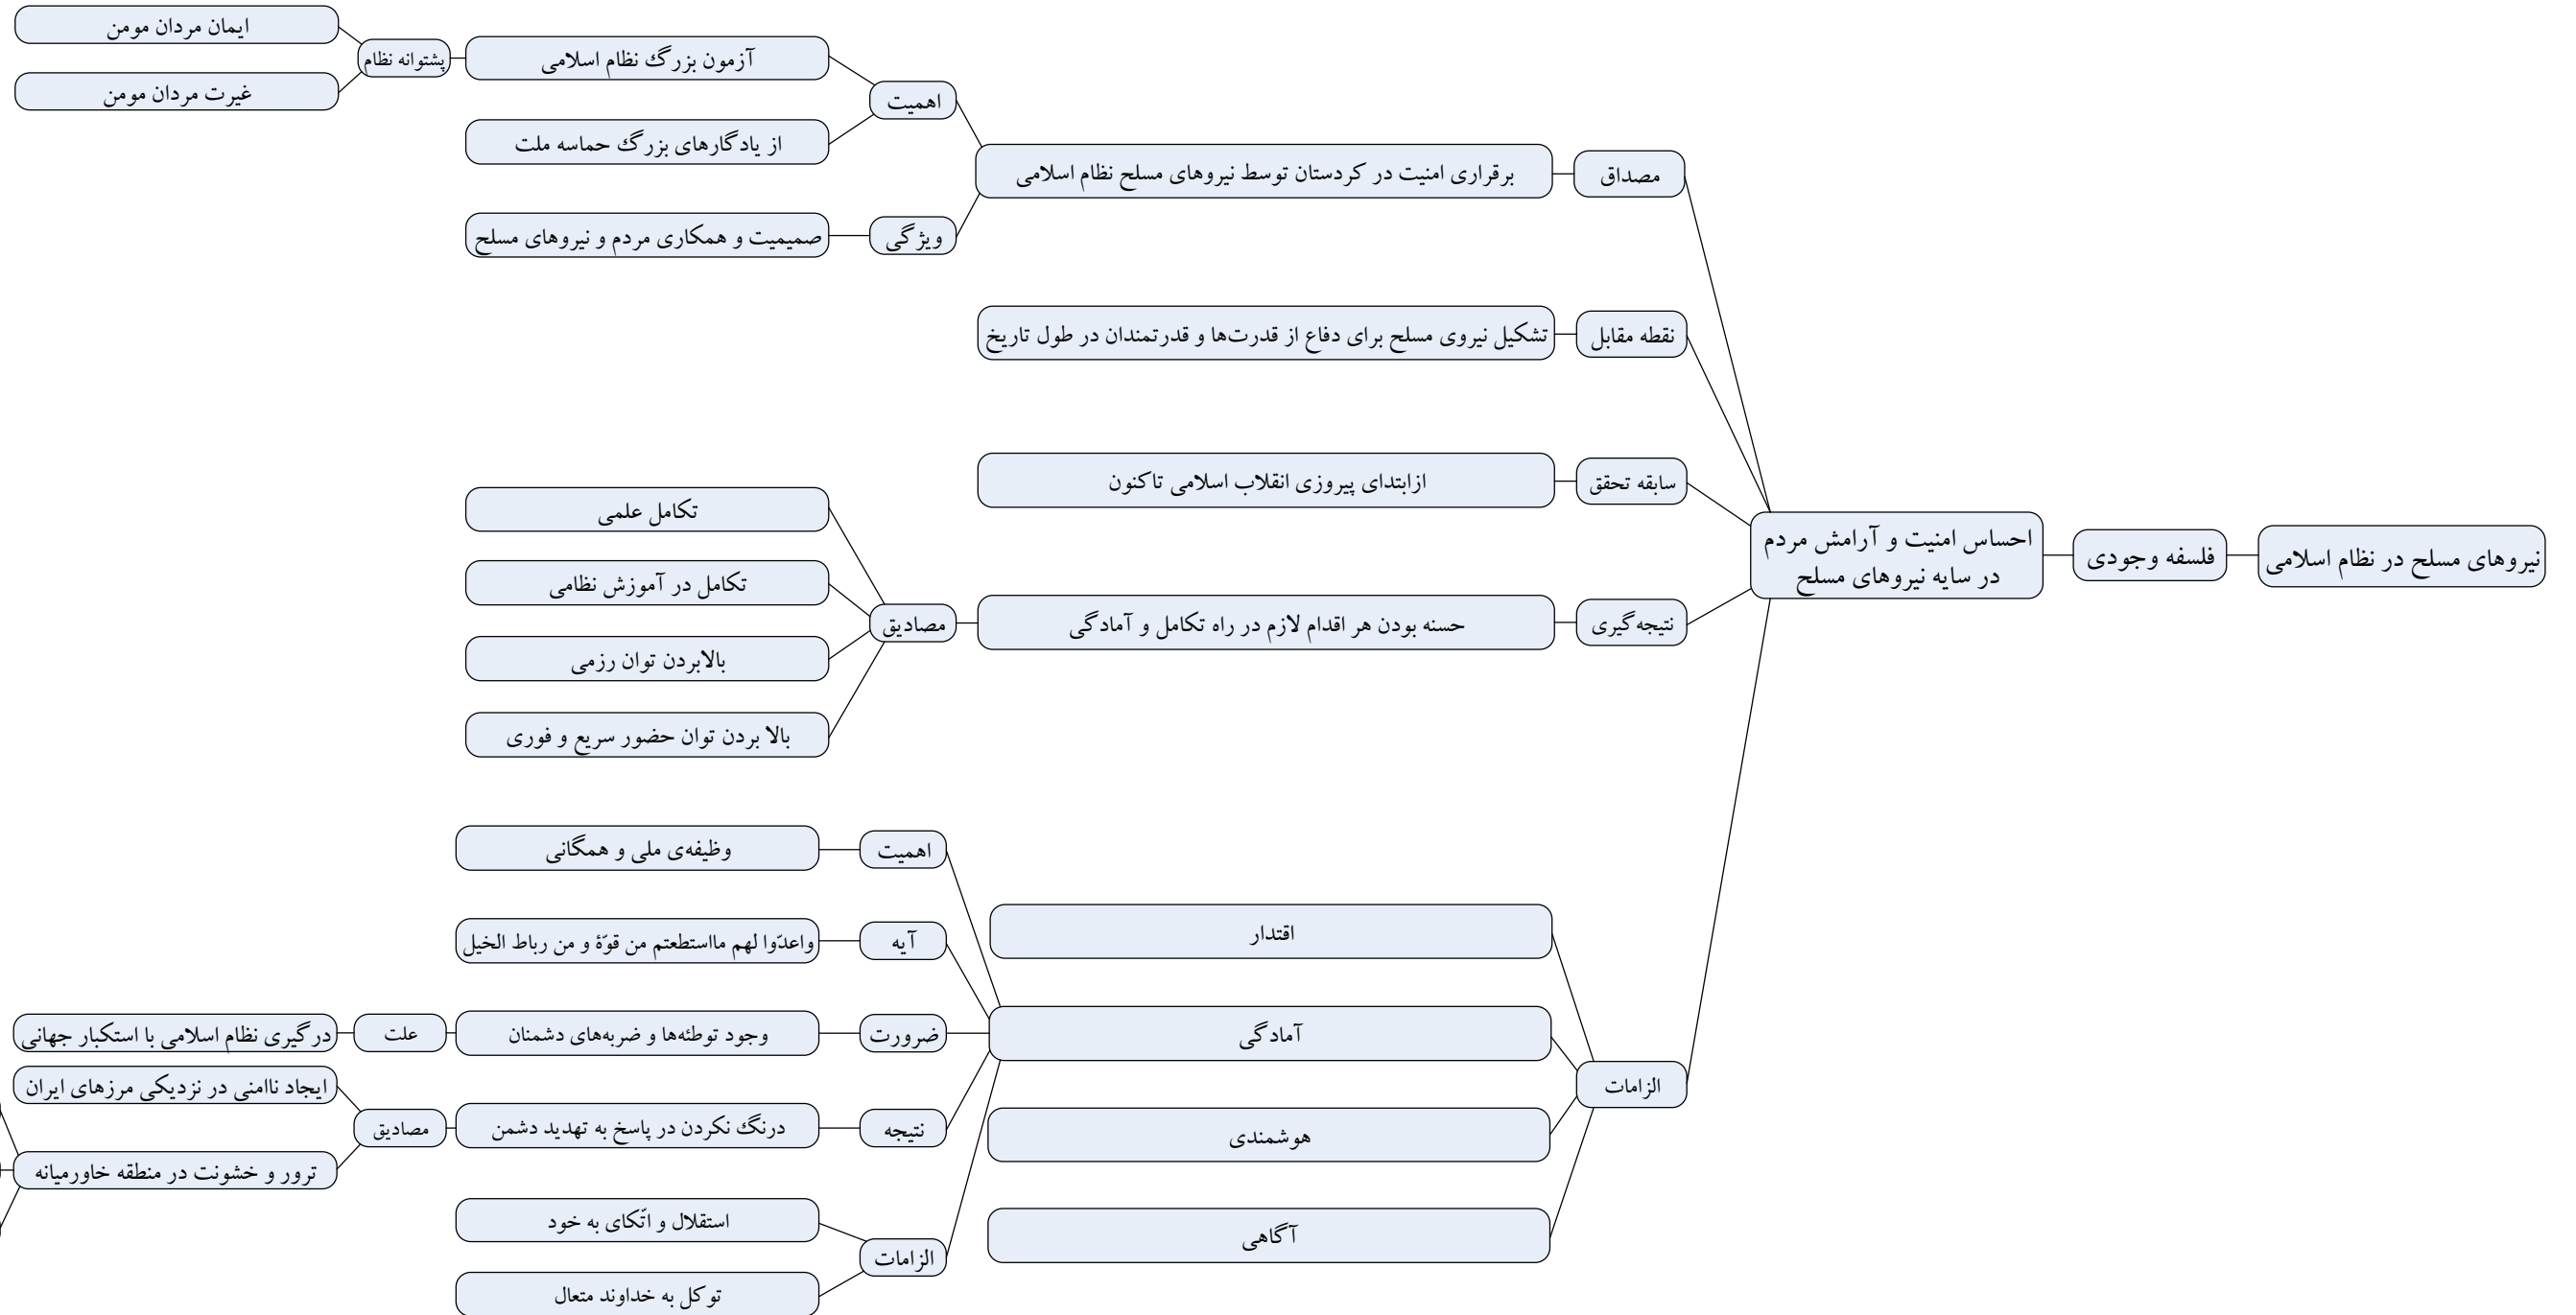 نیروهای مسلح در نظام اسلامی
فلسفه وجودی
احساس امنیت و آرامش مردم
در سایه نیروهای مسلح
مصداق
برقراری امنیت در کردستان توسط نیروهای مسلح نظام اسلامی
اهمیت
آزمون بزرگ نظام اسلامی
پشتوانه نظام
ایمان مردان مومن
غیرت مردان مومن
از یادگارهای بزرگ حماسه ملت
ویژگی
صمیمیت و همکاری مردم و نیروهای مسلح
نقطه مقابل
تشکیل نیروی مسلح برای دفاع از قدرت‌ها و قدرتمندان در طول تاریخ
سابقه تحقق
ازابتدای پیروزی انقلاب اسلامی تاکنون
نتیجه‌گیری
حسنه بودن هر اقدام لازم در راه تکامل و آمادگی
مصادیق
تکامل علمی
تکامل در آموزش نظامی
بالابردن توان رزمی
بالا بردن توان حضور سریع و فوری
الزامات
اقتدار
آمادگی
اهمیت
وظیفه‌ی ملی و همگانی
آیه
واعدّوا لهم مااستطعتم من قوّة و من رباط الخیل
ضرورت
وجود توطئه‌ها و ضربه‌های دشمنان
علت
درگیری نظام اسلامی با استکبار جهانی
نتیجه
درنگ نکردن در پاسخ به تهدید دشمن
مصادیق
ایجاد ناامنی در نزدیکی مرزهای ایران
ترور و خشونت در منطقه خاورمیانه
الزامات
استقلال و اتّکای به خود
توکل به خداوند متعال
هوشمندی
آگاهی